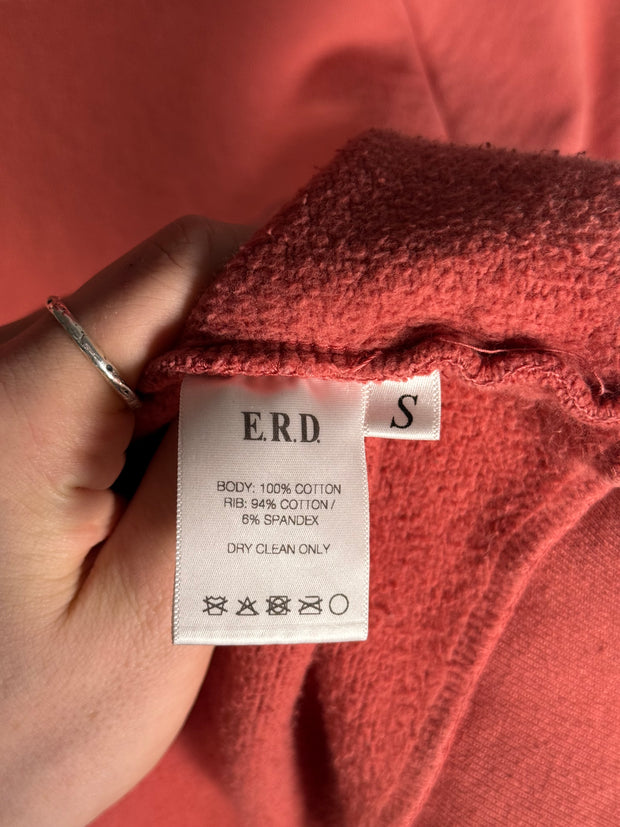 E.R.D.
S
BODY: 100% COTTON
RIB: 94% COTTON /
6% SPANDEX
DRY CLEAN ONLY